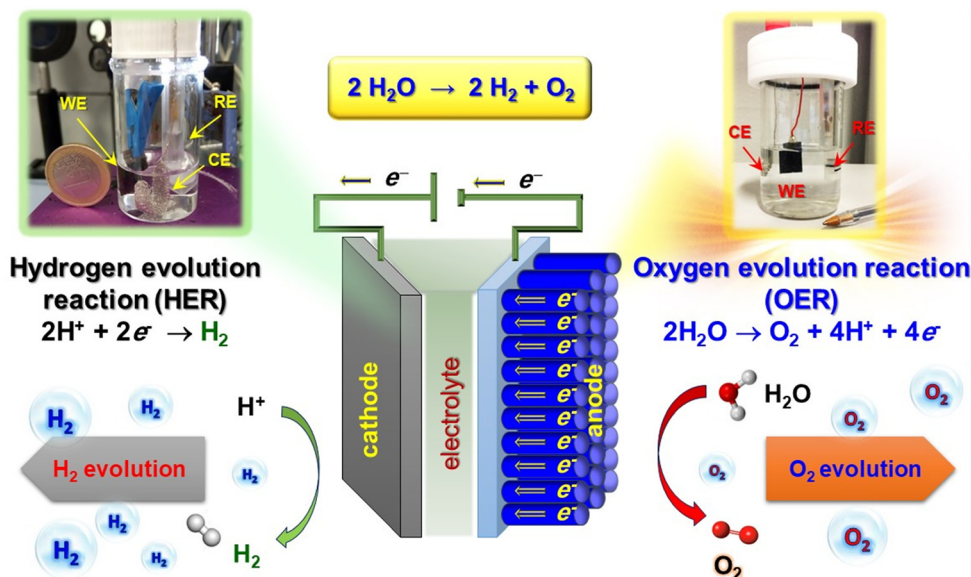 WE
RE
CE
2 H₂O → 2 H₂ + O₂
CE
RE
WE
← e⁻
← e⁻
Hydrogen evolution
reaction (HER)
2H⁺ + 2e⁻ → H₂
Oxygen evolution reaction
(OER)
2H₂O → O₂ + 4H⁺ + 4e⁻
cathode
electrolyte
anode
⇐ e⁻
⇐ e⁻
⇐ e⁻
⇐ e⁻
⇐ e⁻
⇐ e⁻
⇐ e⁻
⇐ e⁻
⇐ e⁻
⇐ e⁻
H₂
H₂
H⁺
H₂ evolution
H₂
H₂
H₂
H₂
H₂
H₂O
O₂
O₂
O₂
O₂ evolution
O₂
O₂